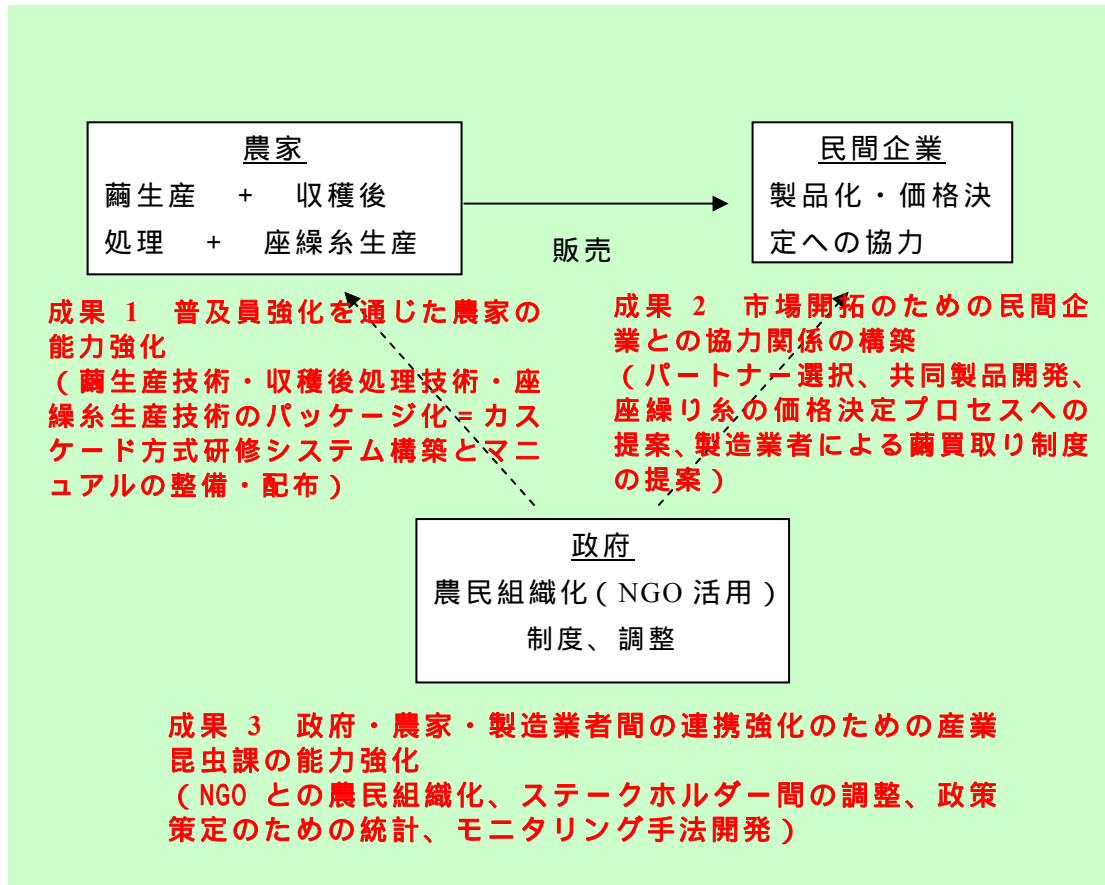 農家
繭生産 + 収穫後
処理 + 座繰糸生産
民間企業
製品化・価格決
定への協力
販売
成果 1 普及員強化を通じた農家の
能力強化
(繭生産技術・収穫後処理技術・座
繰糸生産技術のパッケージ化=カス
ケード方式研修システム構築とマニ
ュアルの整備・配布)
成果 2 市場開拓のための民間企
業との協力関係の構築
(パートナー選択、共同製品開発、
座繰り糸の価格決定プロセスへの
提案、製造業者による繭買取り制度
の提案)
政府
農民組織化(NGO 活用)
制度、調整
成果 3 政府・農家・製造業者間の連携強化のための産業
昆虫課の能力強化
(NGO との農民組織化、ステークホルダー間の調整、政策
策定のための統計、モニタリング手法開発)